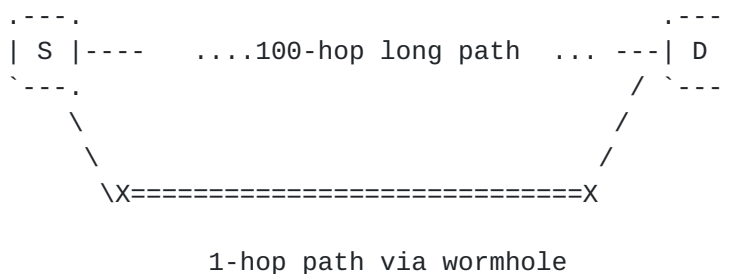 .---.                                       .---
| S |----   ....100-hop long path  ... ---| D
`---.                                   / `---
    \                                  /
     \                                /
      \X=============================X
1-hop path via wormhole